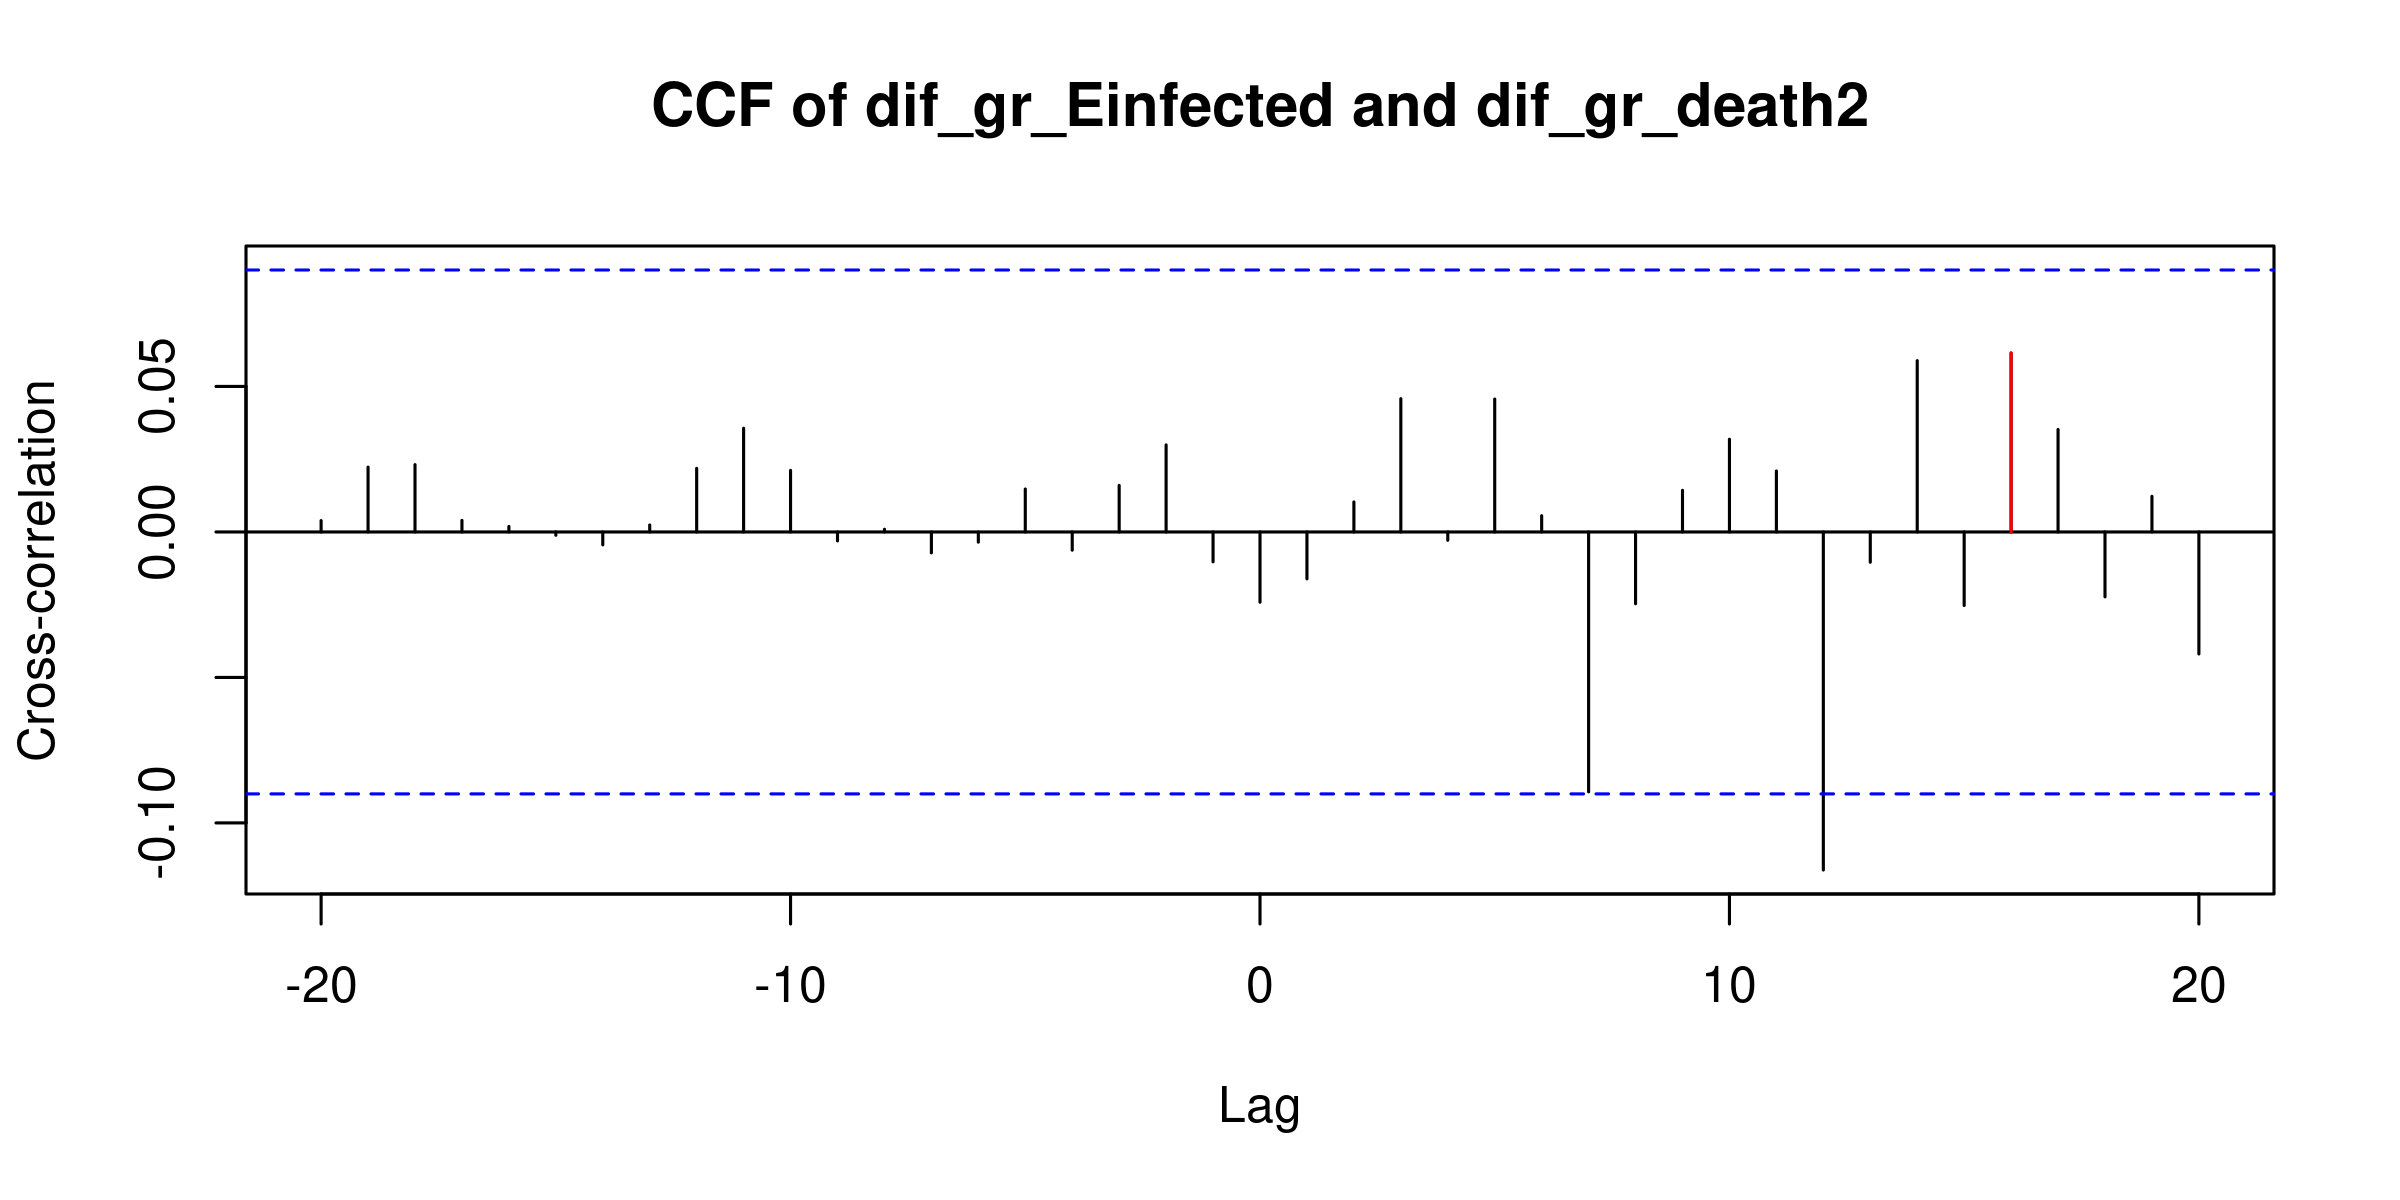 CCF of dif_gr_Einfected and dif_gr_death2
Cross-correlation
0.05
0.00
-0.10
-20 -10 0 10 20
Lag